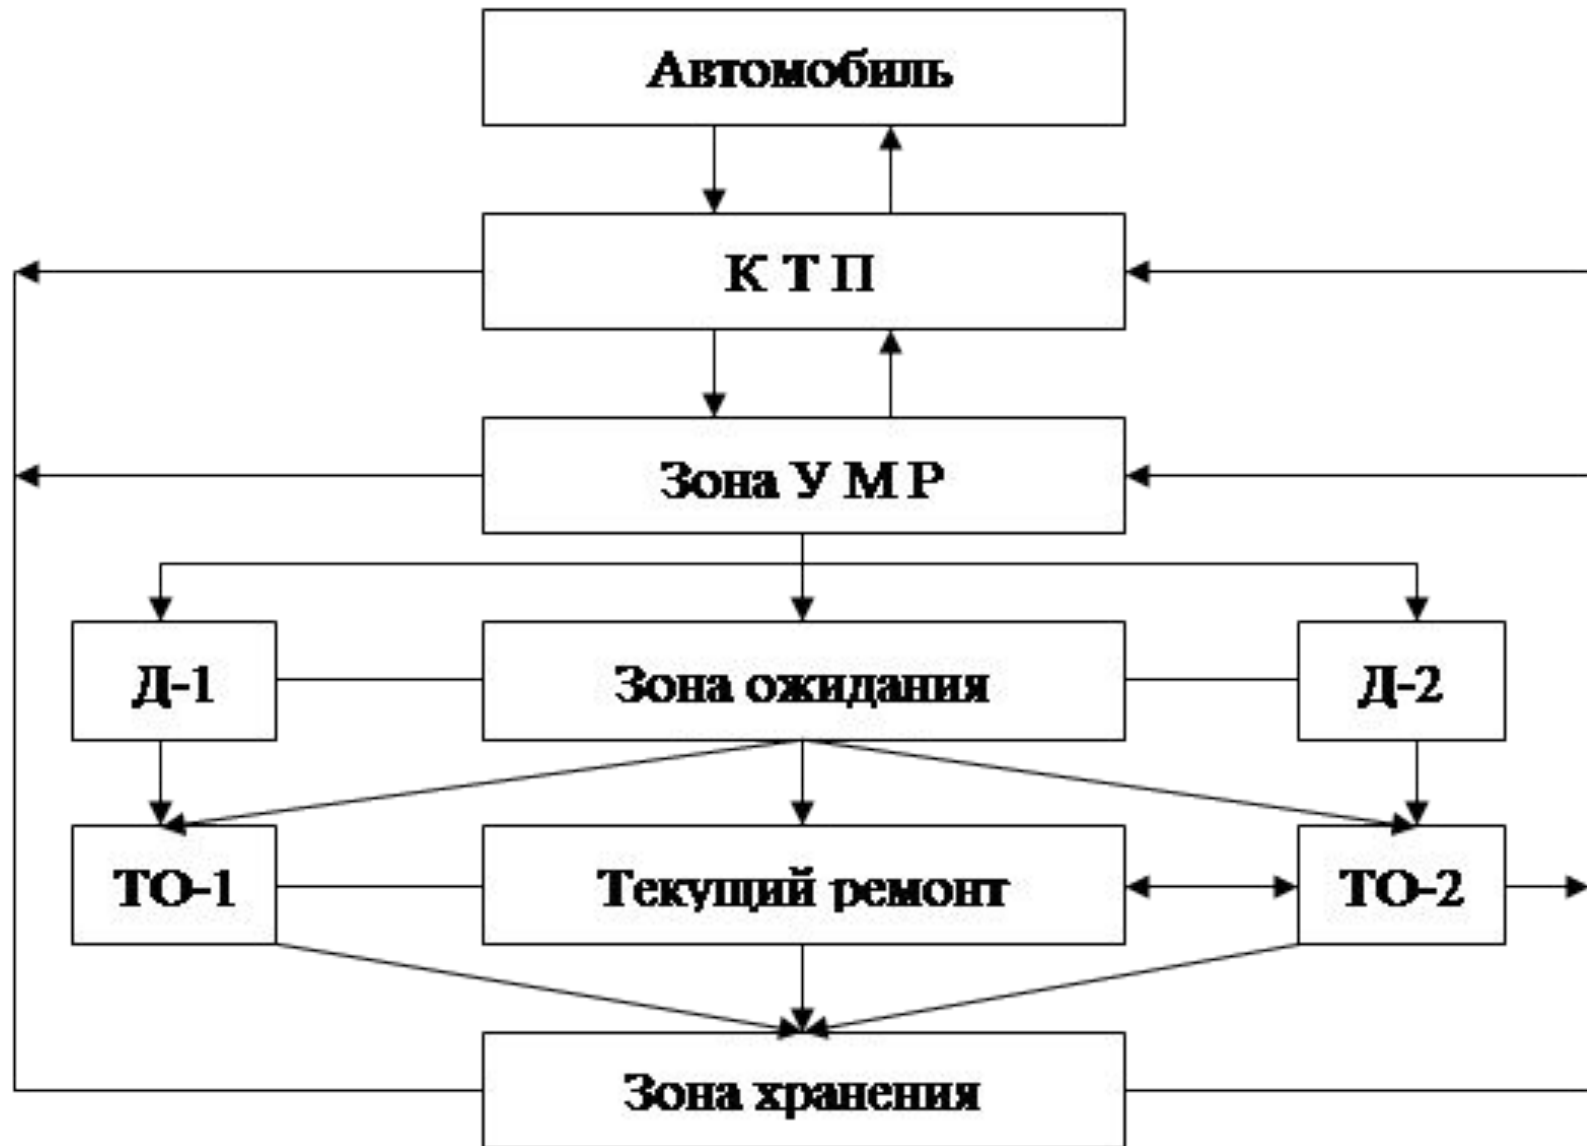 Автомобиль
К Т П
Зона У М Р
Д-1
Зона ожидания
Д-2
ТО-1
Текущий ремонт
ТО-2
Зона хранения